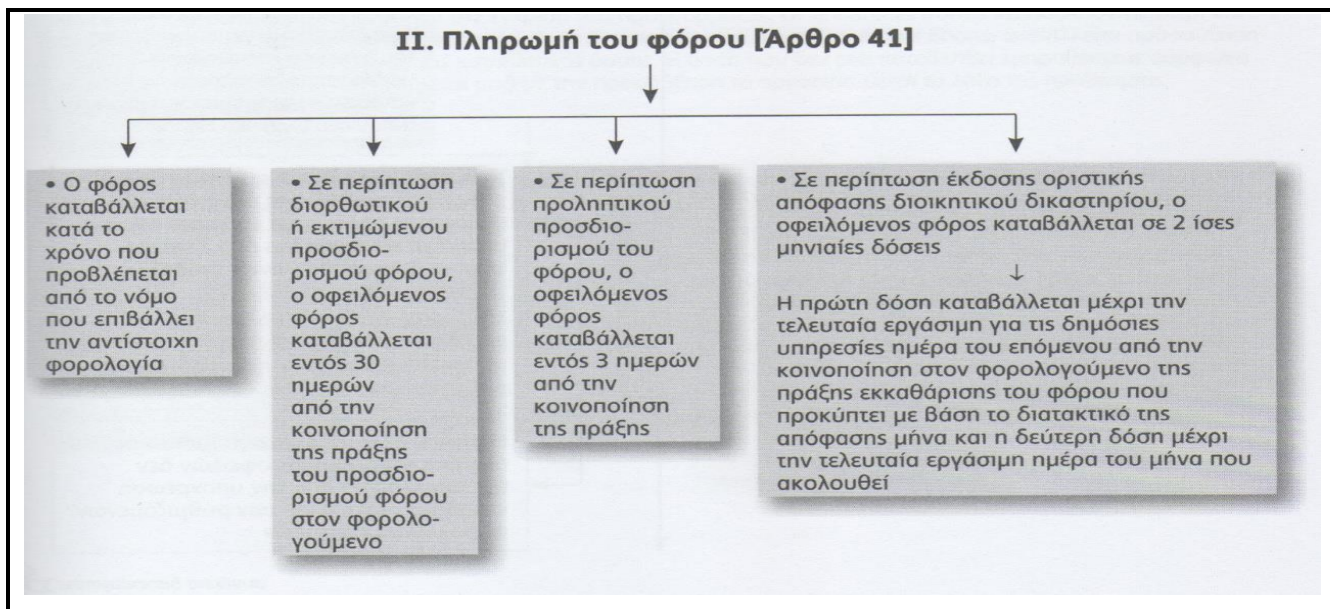 II. Πληρωμή του φόρου [Άρθρο 41]
• Ο φόρος
καταβάλλεται
κατά το
χρόνο που
προβλέπεται
από το νόμο
που επιβάλλει
την αντίστοιχη
φορολογία
• Σε περίπτωση
διορθωτικού
ή εκτιμώμενου
προσδιο-
ρισμού φόρου,
ο οφειλόμενος
φόρος
καταβάλλεται
εντός 30
ημερών
από την
κοινοποίηση
της πράξης
του προσδιο-
ρισμού φόρου
στον φορολο-
γούμενο
• Σε περίπτωση
προληπτικού
προσδιο-
ρισμού του
φόρου, ο
οφειλόμενος
φόρος
καταβάλλεται
εντός 3 ημερών
από την
κοινοποίηση
της πράξης
• Σε περίπτωση έκδοσης οριστικής
απόφασης διοικητικού δικαστηρίου, ο
οφειλόμενος φόρος καταβάλλεται σε 2 ίσες
μηνιαίες δόσεις
Η πρώτη δόση καταβάλλεται μέχρι την
τελευταία εργάσιμη για τις δημόσιες
υπηρεσίες ημέρα του επόμενου από την
κοινοποίηση στον φορολογούμενο της
πράξης εκκαθάρισης του φόρου που
προκύπτει με βάση το διατακτικό της
απόφασης μήνα και η δεύτερη δόση μέχρι
την τελευταία εργάσιμη ημέρα του μήνα που
ακολουθεί